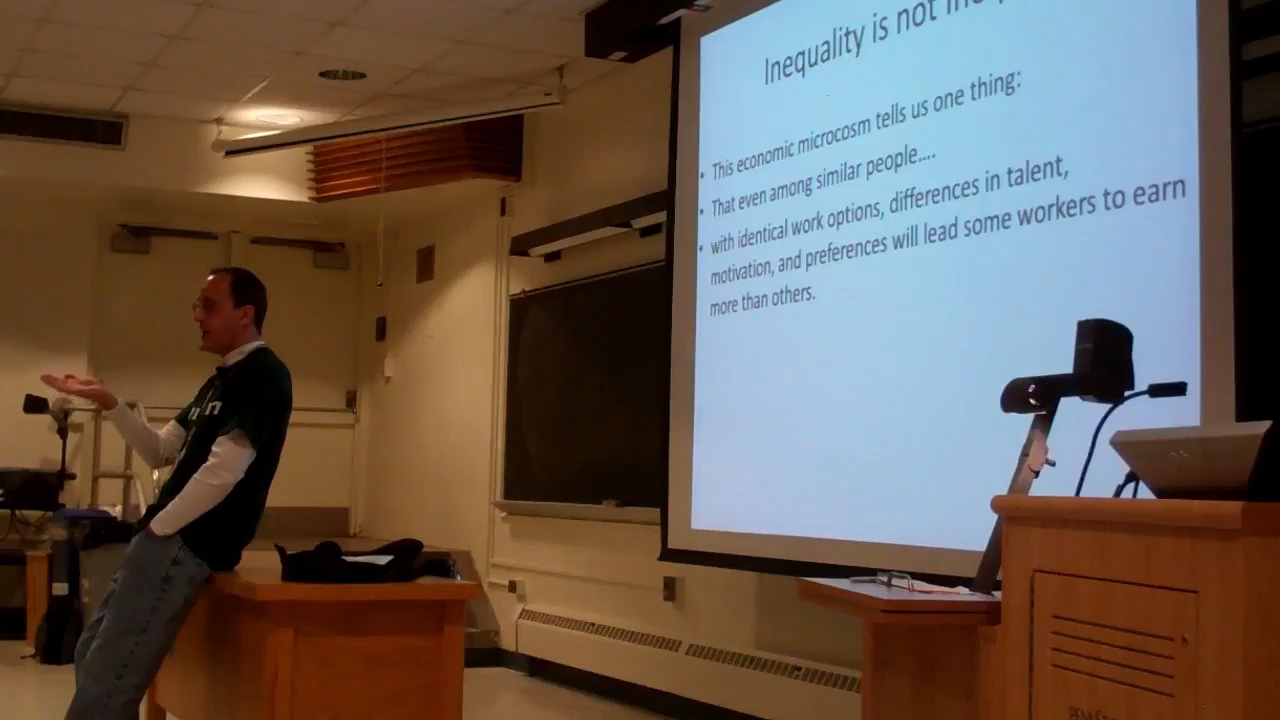 Inequality is not
• This economic microcosm tells us one thing:
• That even among similar people....
• with identical work options, differences in talent,
motivation, and preferences will lead some workers to earn
more than others.